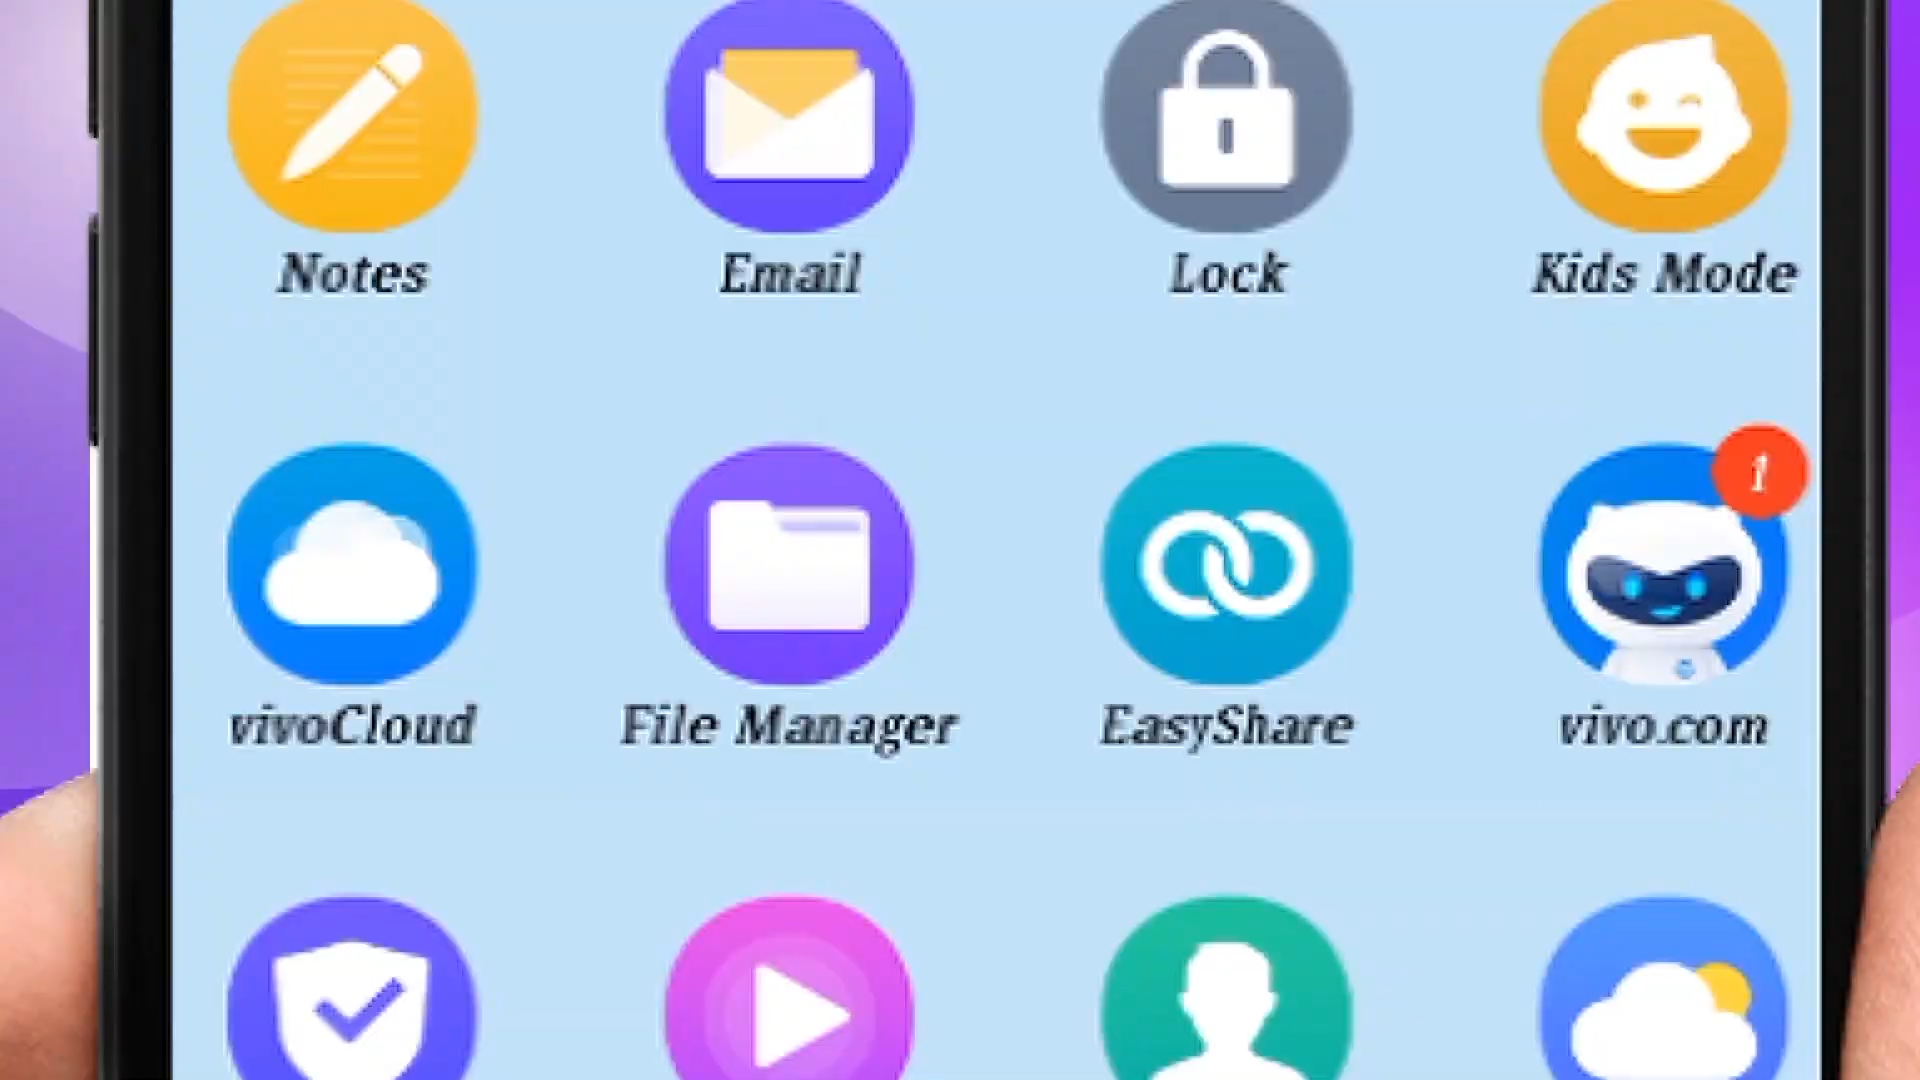 Notes
Email
Lock
Kids Mode
1
vivoCloud
File Manager
EasyShare
vivo.com